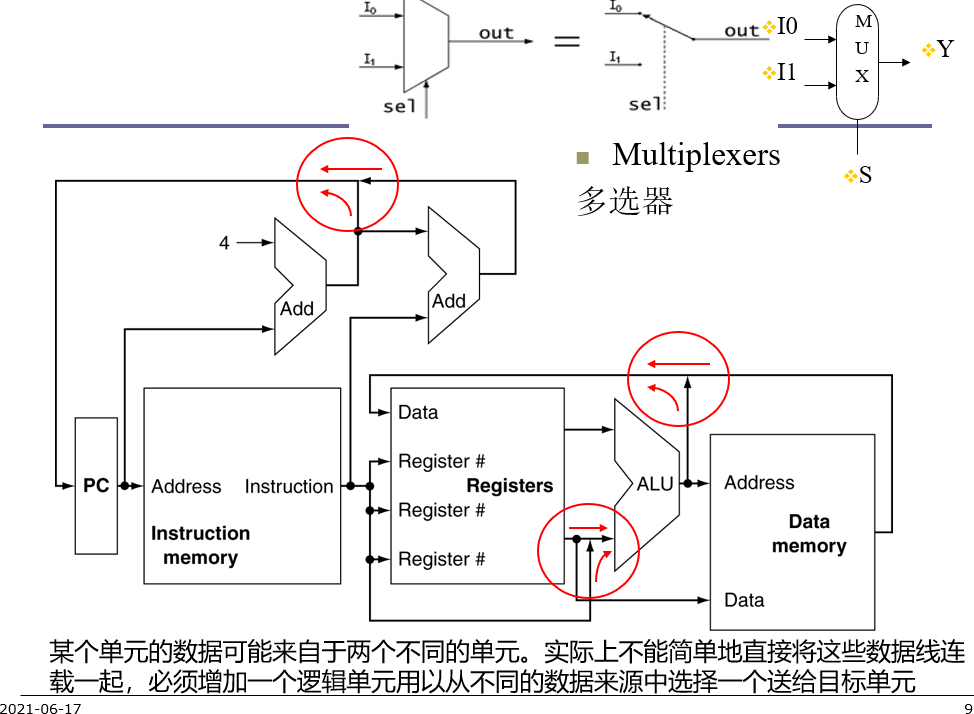 I₀
I₁
sel
out
=
I₀
I₁
sel
out
❖I0
❖I1
M
U
X
❖Y
❖S
■ Multiplexers
多选器
4
Add
Add
PC
Address
Instruction
Instruction
memory
Data
Register #
Registers
Register #
Register #
ALU
Address
Data
memory
Data
某个单元的数据可能来自于两个不同的单元。实际上不能简单地直接将这些数据线连
载一起，必须增加一个逻辑单元用以从不同的数据来源中选择一个送给目标单元
2021-06-17
9